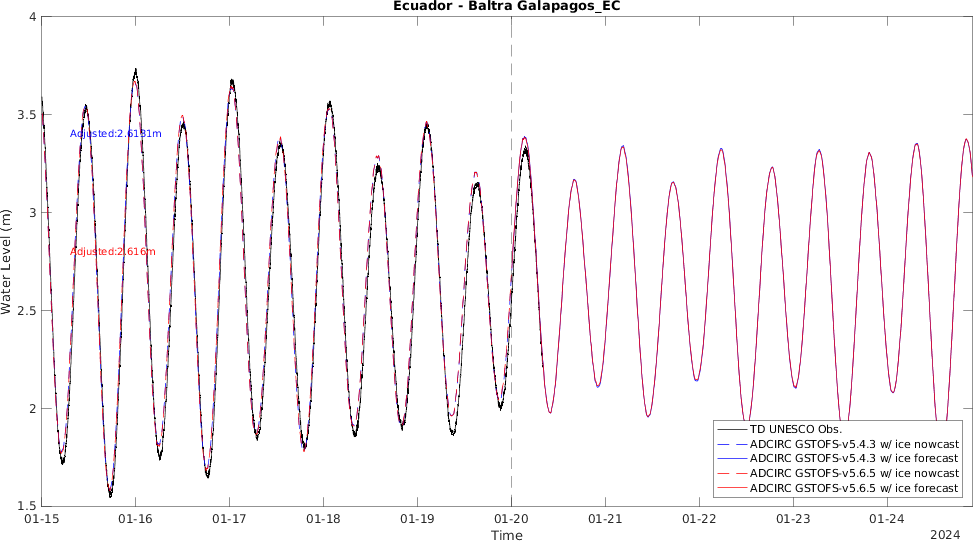 Ecuador - Baltra Galapagos_EC
4
3.5
3
2.5
2
1.5
Water Level (m)
Adjusted:2.6131m
Adjusted:2.616m
TD UNESCO Obs.
ADCIRC GSTOFS-v5.4.3 w/ ice nowcast
ADCIRC GSTOFS-v5.4.3 w/ ice forecast
ADCIRC GSTOFS-v5.6.5 w/ ice nowcast
ADCIRC GSTOFS-v5.6.5 w/ ice forecast
01-15 01-16 01-17 01-18 01-19 01-20 01-21 01-22 01-23 01-24
Time
2024